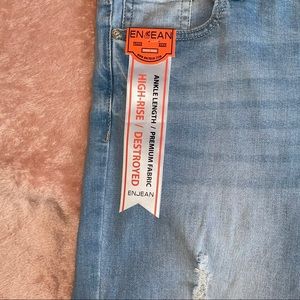 ENJEAN
ANKLE LENGTH / PREMIUM FABRIC
HIGH-RISE / DESTROYED
ENJEAN